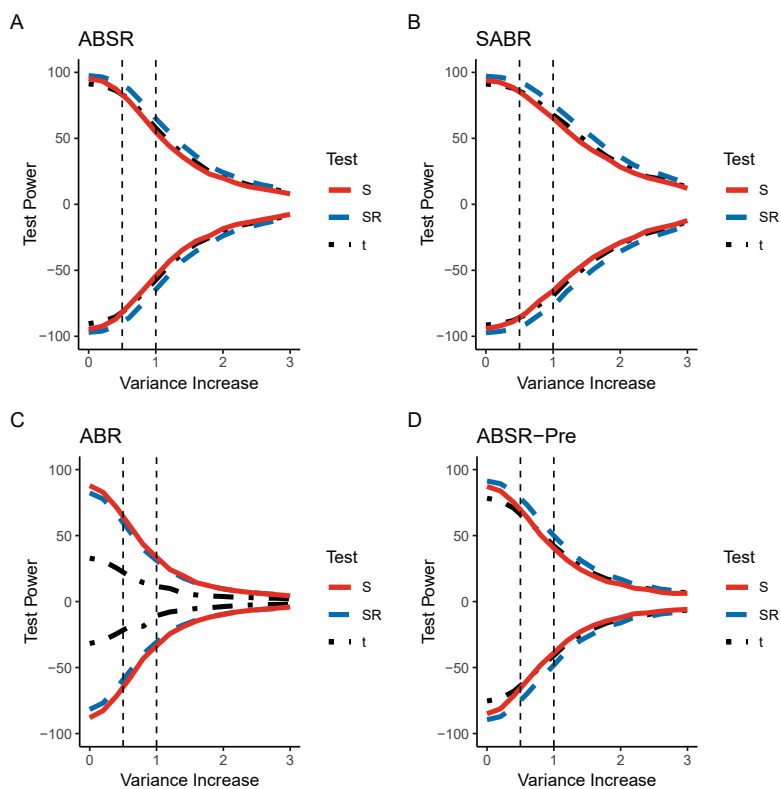 A
ABSR
100
50
0
−50
−100
Test Power
0
1
2
3
Variance Increase
Test
S
SR
t
B
SABR
100
50
0
−50
−100
Test Power
0
1
2
3
Variance Increase
Test
S
SR
t
C
ABR
100
50
0
−50
−100
Test Power
0
1
2
3
Variance Increase
Test
S
SR
t
D
ABSR−Pre
100
50
0
−50
−100
Test Power
0
1
2
3
Variance Increase
Test
S
SR
t